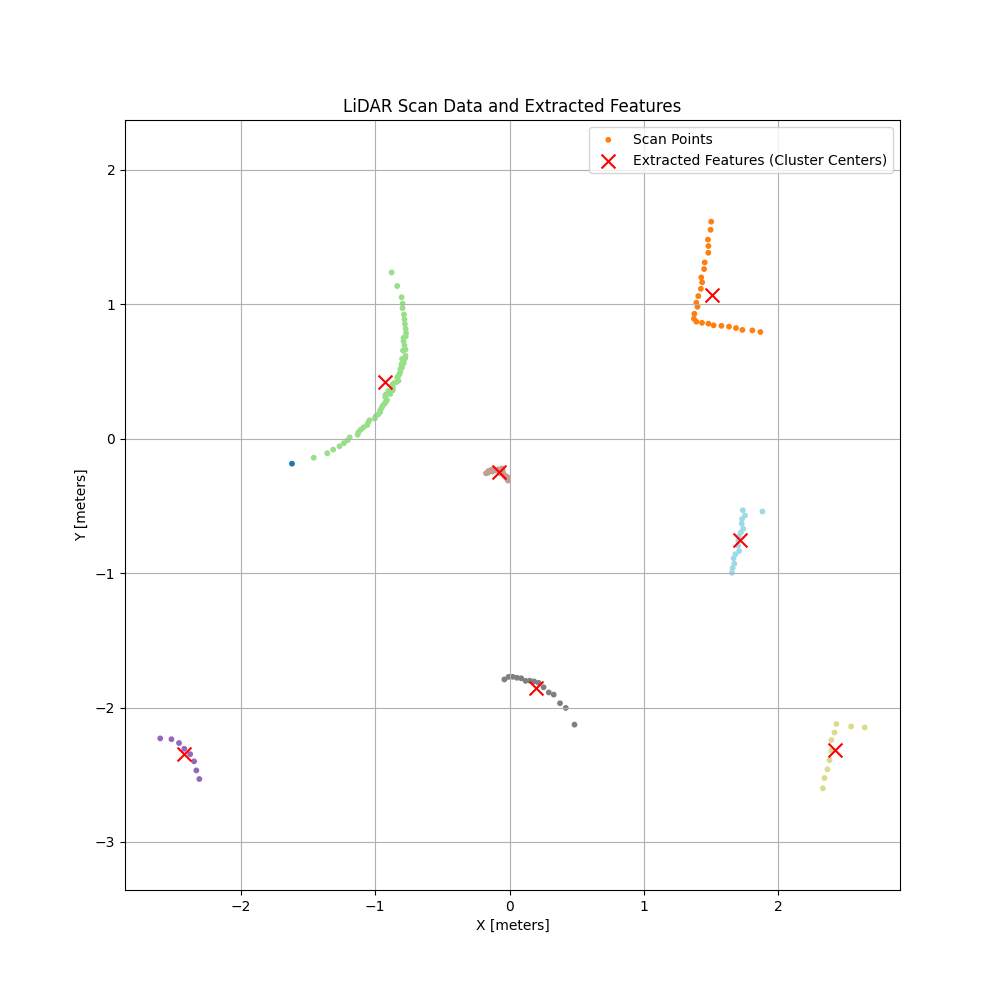 LiDAR Scan Data and Extracted Features
Scan Points
Extracted Features (Cluster Centers)
2
1
0
−1
−2
−3
Y [meters]
−2
−1
0
1
2
X [meters]